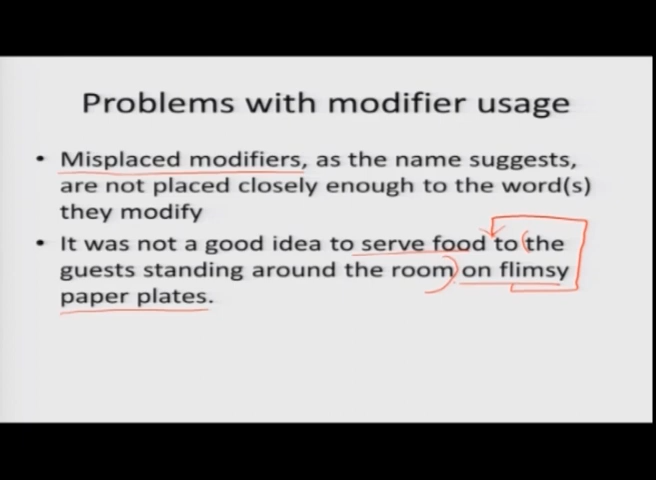 Problems with modifier usage
• Misplaced modifiers, as the name suggests,
are not placed closely enough to the word(s)
they modify
• It was not a good idea to serve food to the
guests standing around the room on flimsy
paper plates.